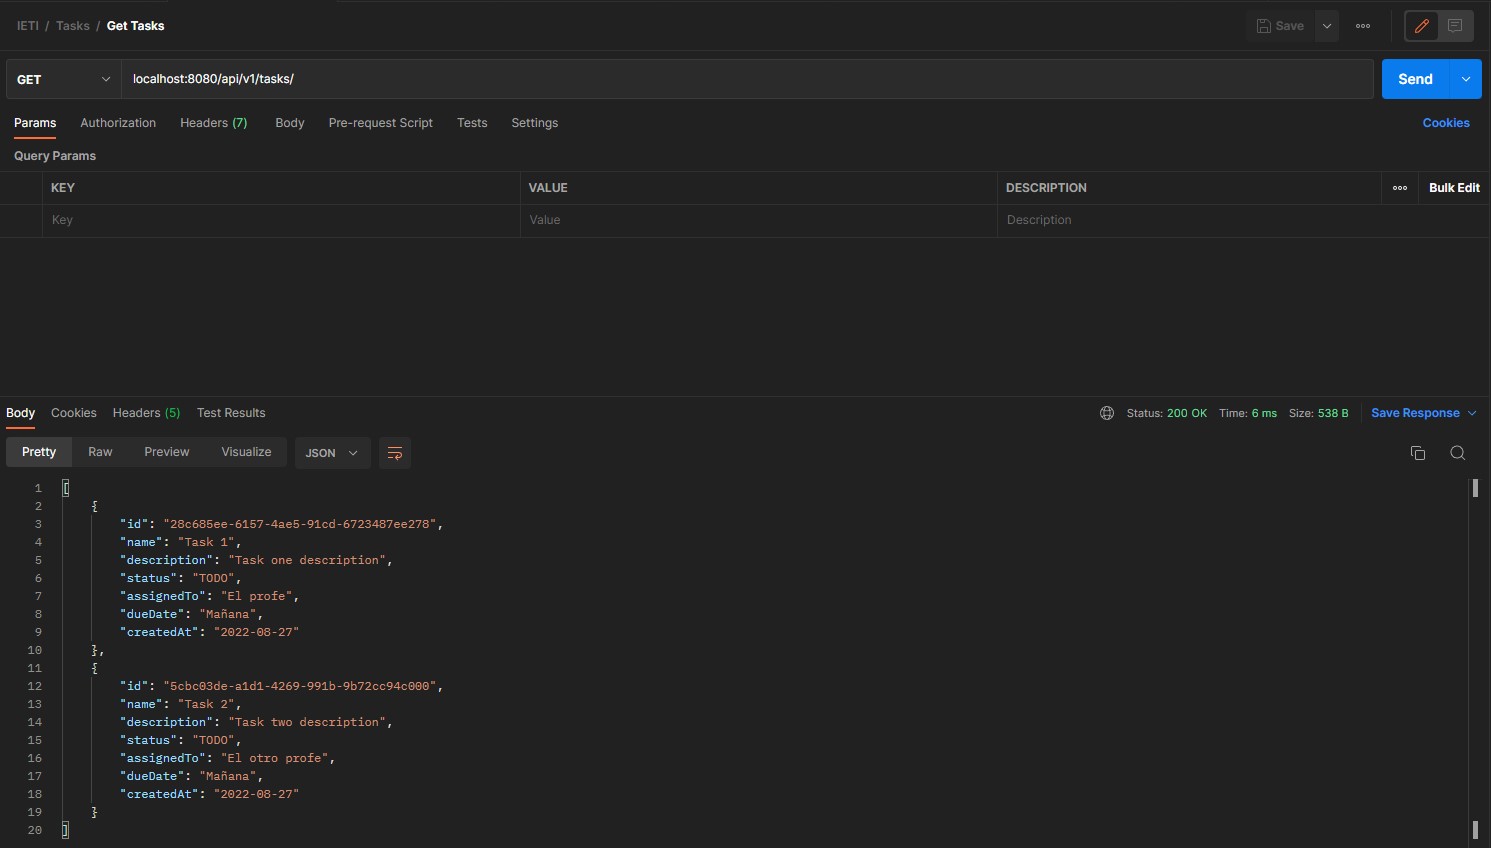 IETI / Tasks / Get Tasks
Save
GET
localhost:8080/api/v1/tasks/
Send
Params Authorization Headers (7) Body Pre-request Script Tests Settings
Cookies
Query Params
KEY VALUE DESCRIPTION
Bulk Edit
Key Value Description
Body Cookies Headers (5) Test Results
Status: 200 OK Time: 6 ms Size: 538 B
Save Response
Pretty Raw Preview Visualize JSON
1 [
2 {
3 "id": "28c685ee-6157-4ae5-91cd-6723487ee278",
4 "name": "Task 1",
5 "description": "Task one description",
6 "status": "TODO",
7 "assignedTo": "El profe",
8 "dueDate": "Mañana",
9 "createdAt": "2022-08-27"
10 },
11 {
12 "id": "5cbc03de-a1d1-4269-991b-9b72cc94c000",
13 "name": "Task 2",
14 "description": "Task two description",
15 "status": "TODO",
16 "assignedTo": "El otro profe",
17 "dueDate": "Mañana",
18 "createdAt": "2022-08-27"
19 }
20 ]